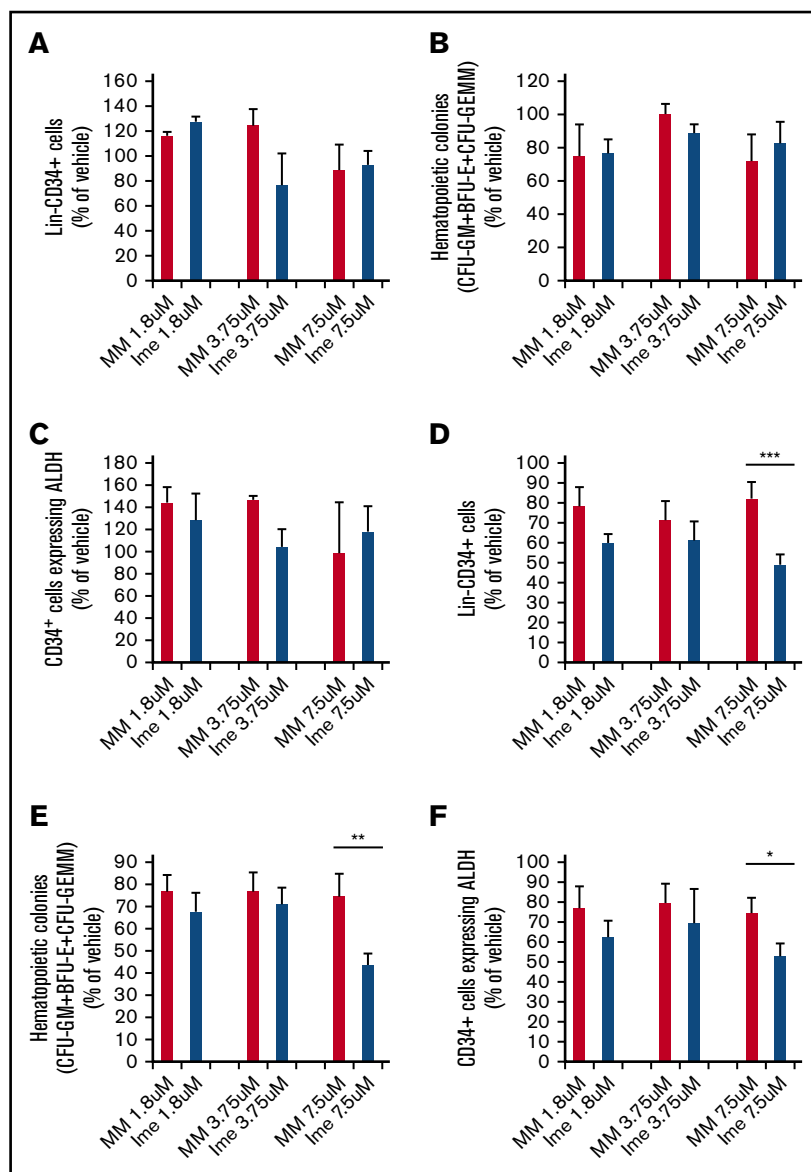 A
Lin-CD34+ cells
(% of vehicle)
160
140
120
100
80
60
40
20
0
MM 1.8uM
Ime 1.8uM
MM 3.75uM
Ime 3.75uM
MM 7.5uM
Ime 7.5uM
B
Hematopoietic colonies
(CFU-GM+BFU-E+CFU-GEMM)
(% of vehicle)
120
100
80
60
40
20
0
MM 1.8uM
Ime 1.8uM
MM 3.75uM
Ime 3.75uM
MM 7.5uM
Ime 7.5uM
C
CD34⁺ cells expressing ALDH
(% of vehicle)
180
160
140
120
100
80
60
40
20
0
MM 1.8uM
Ime 1.8uM
MM 3.75uM
Ime 3.75uM
MM 7.5uM
Ime 7.5uM
D
Lin-CD34+ cells
(% of vehicle)
100
90
80
70
60
50
40
30
20
10
0
***
MM 1.8uM
Ime 1.8uM
MM 3.75uM
Ime 3.75uM
MM 7.5uM
Ime 7.5uM
E
Hematopoietic colonies
(CFU-GM+BFU-E+CFU-GEMM)
(% of vehicle)
90
80
70
60
50
40
30
20
10
0
**
MM 1.8uM
Ime 1.8uM
MM 3.75uM
Ime 3.75uM
MM 7.5uM
Ime 7.5uM
F
CD34+ cells expressing ALDH
(% of vehicle)
100
90
80
70
60
50
40
30
20
10
0
*
MM 1.8uM
Ime 1.8uM
MM 3.75uM
Ime 3.75uM
MM 7.5uM
Ime 7.5uM